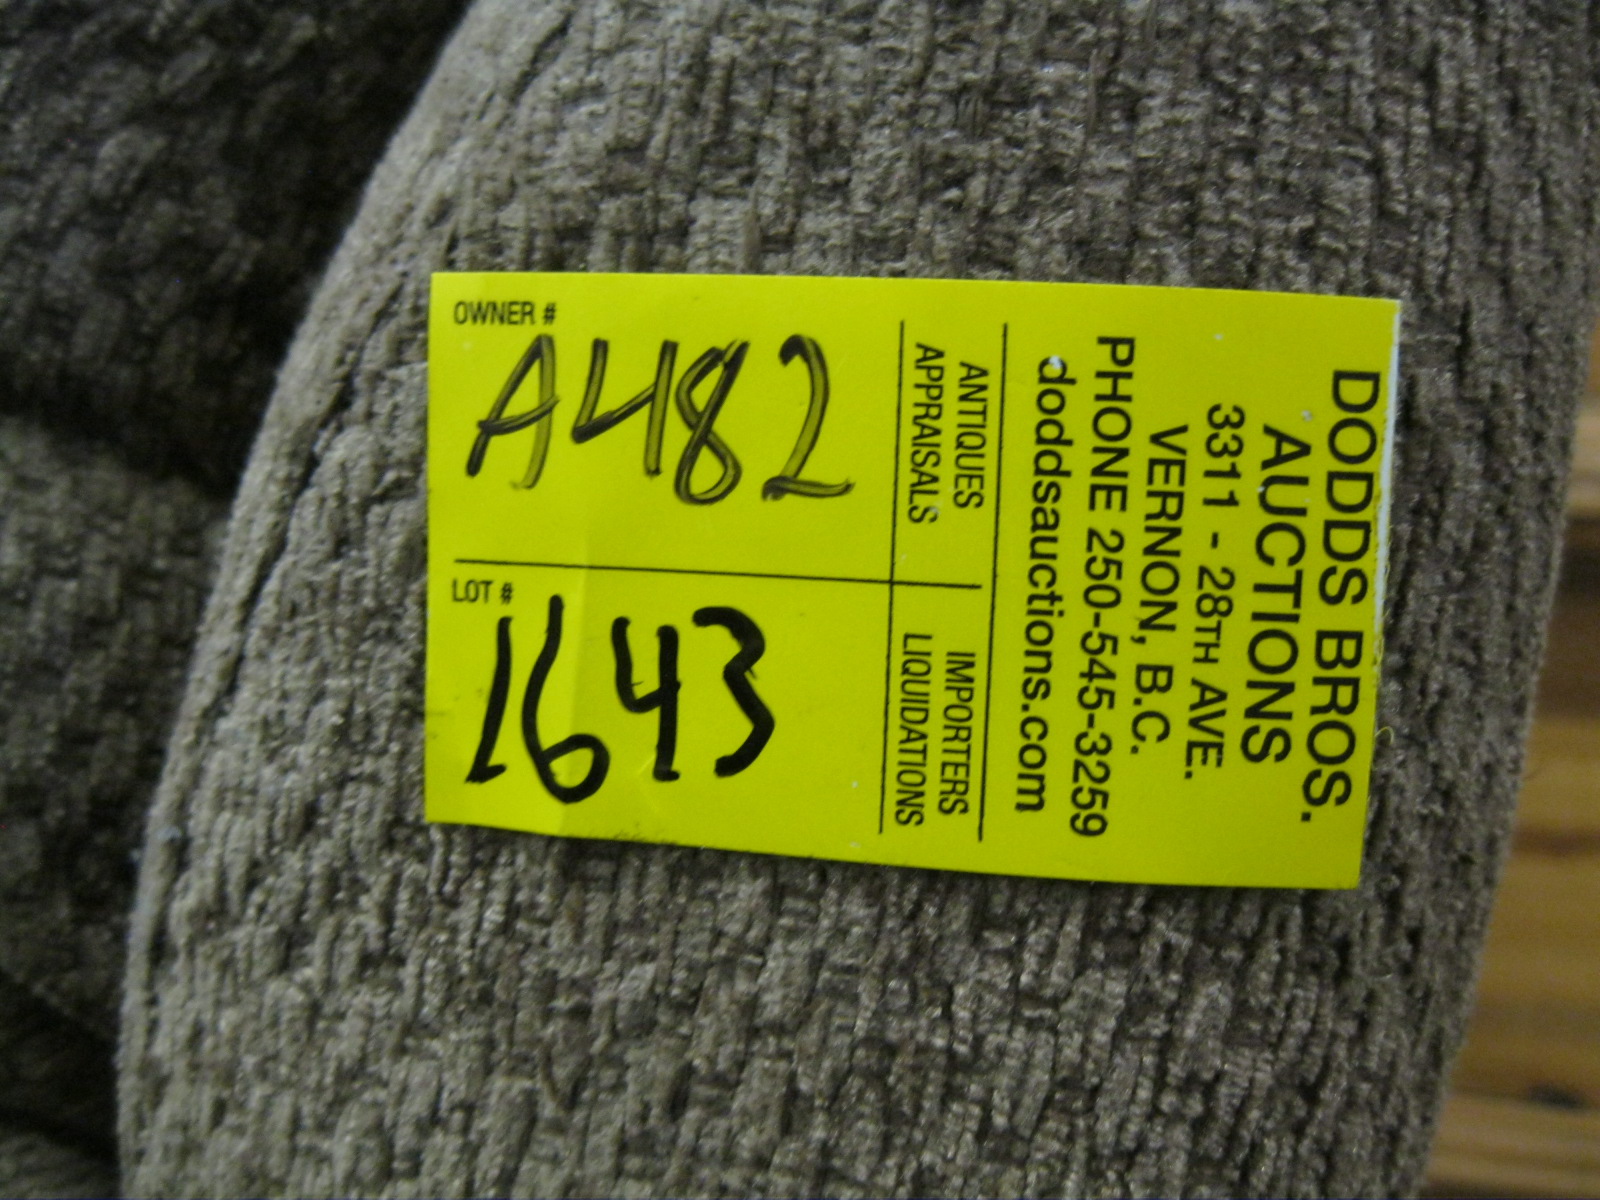 DODDS BROS.
AUCTIONS
3311 - 28TH AVE.
VERNON, B.C.
PHONE 250-545-3259
doddsauctions.com
ANTIQUES
APPRAISALS
IMPORTERS
LIQUIDATIONS
OWNER #
A482
LOT #
1643